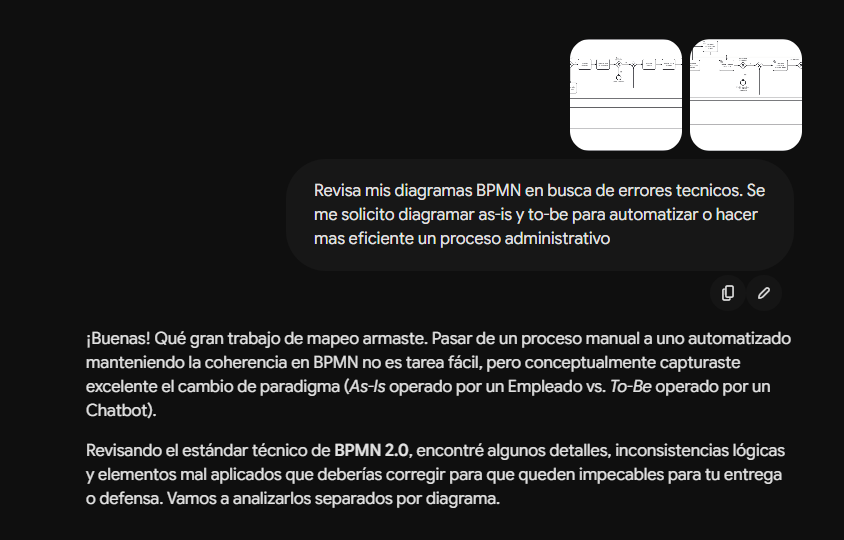 Revisa mis diagramas BPMN en busca de errores tecnicos. Se
me solicito diagramar as-is y to-be para automatizar o hacer
mas eficiente un proceso administrativo
¡Buenas! Qué gran trabajo de mapeo armaste. Pasar de un proceso manual a uno automatizado
manteniendo la coherencia en BPMN no es tarea fácil, pero conceptualmente capturaste
excelente el cambio de paradigma (As-Is operado por un Empleado vs. To-Be operado por un
Chatbot).
Revisando el estándar técnico de BPMN 2.0, encontré algunos detalles, inconsistencias lógicas
y elementos mal aplicados que deberías corregir para que queden impecables para tu entrega
o defensa. Vamos a analizarlos separados por diagrama.